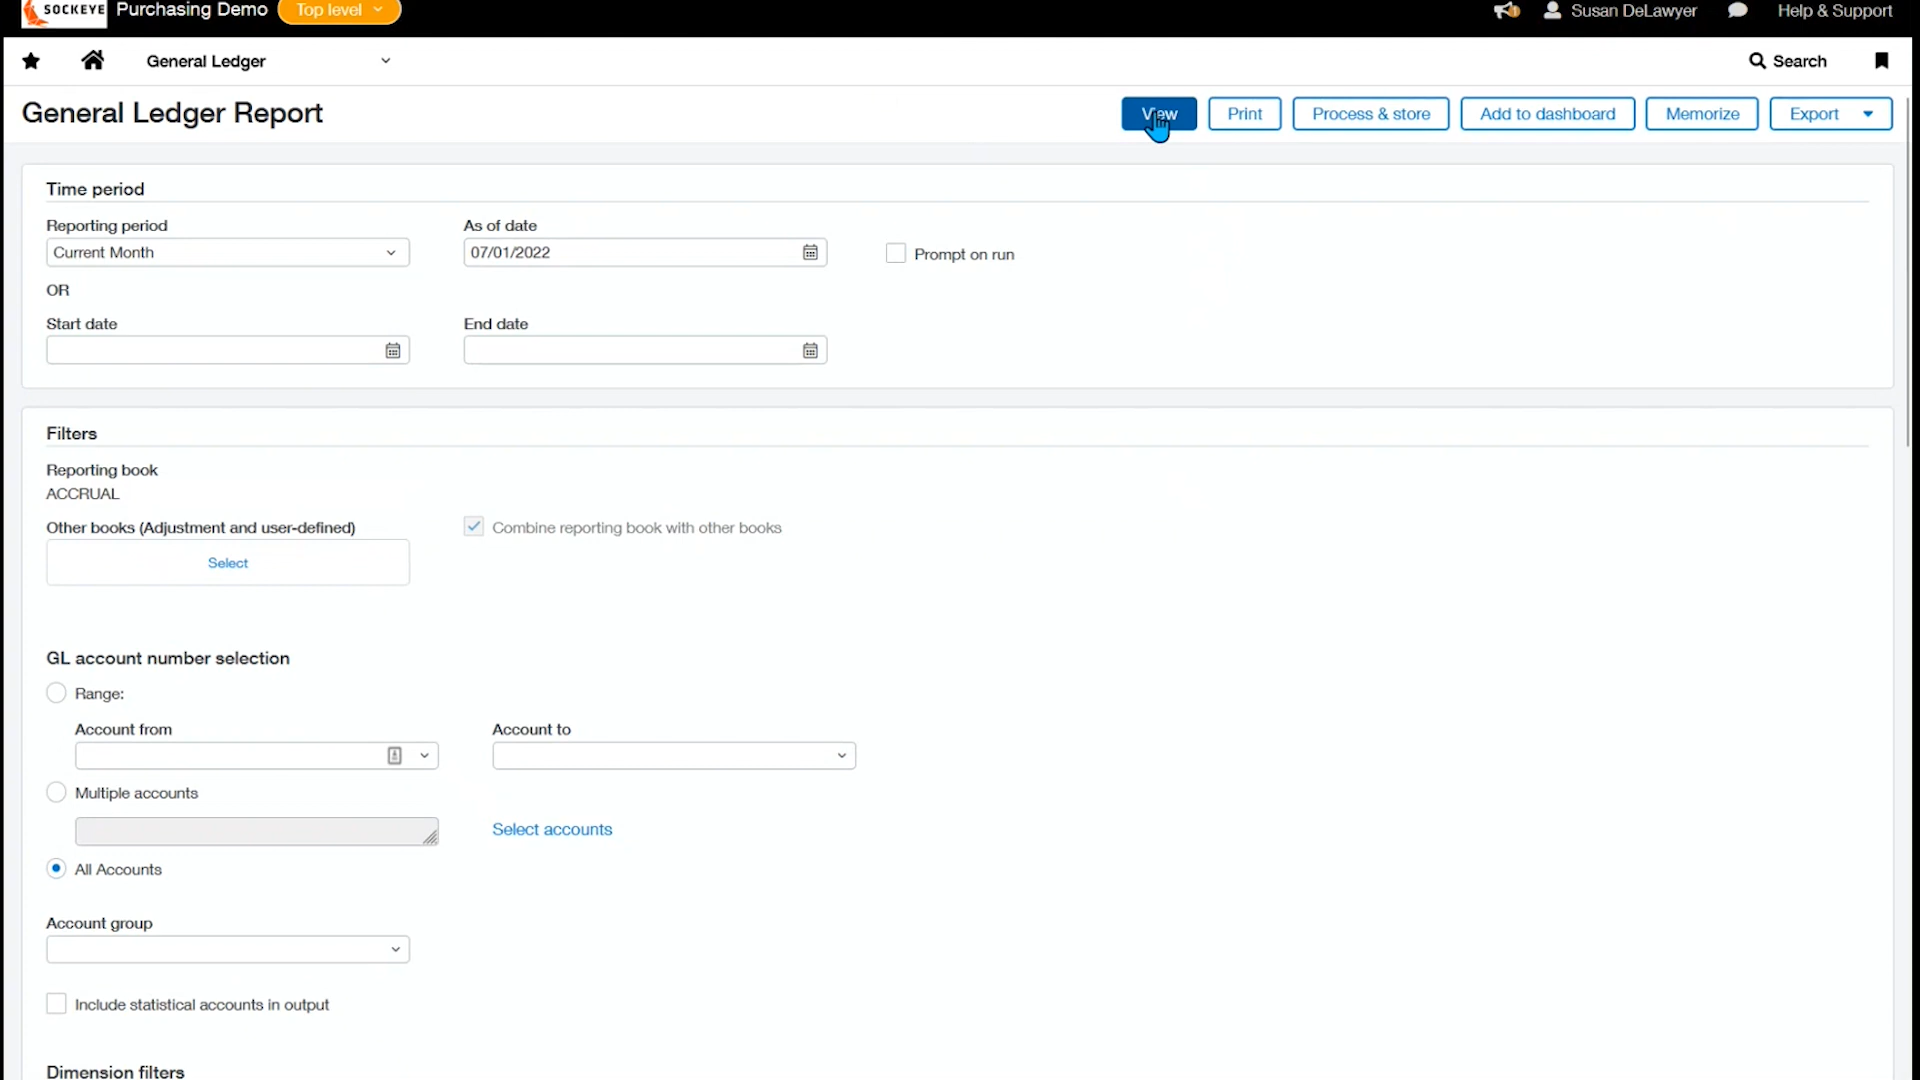 SOCKEYE Purchasing Demo Top level Susan DeLawyer Help & Support
General Ledger Search
General Ledger Report View Print Process & store Add to dashboard Memorize Export
Time period
Reporting period As of date
Current Month 07/01/2022 Prompt on run
OR
Start date End date
Filters
Reporting book
ACCRUAL
Other books (Adjustment and user-defined) Combine reporting book with other books
Select
GL account number selection
Range:
Account from Account to
Multiple accounts
Select accounts
All Accounts
Account group
Include statistical accounts in output
Dimension filters